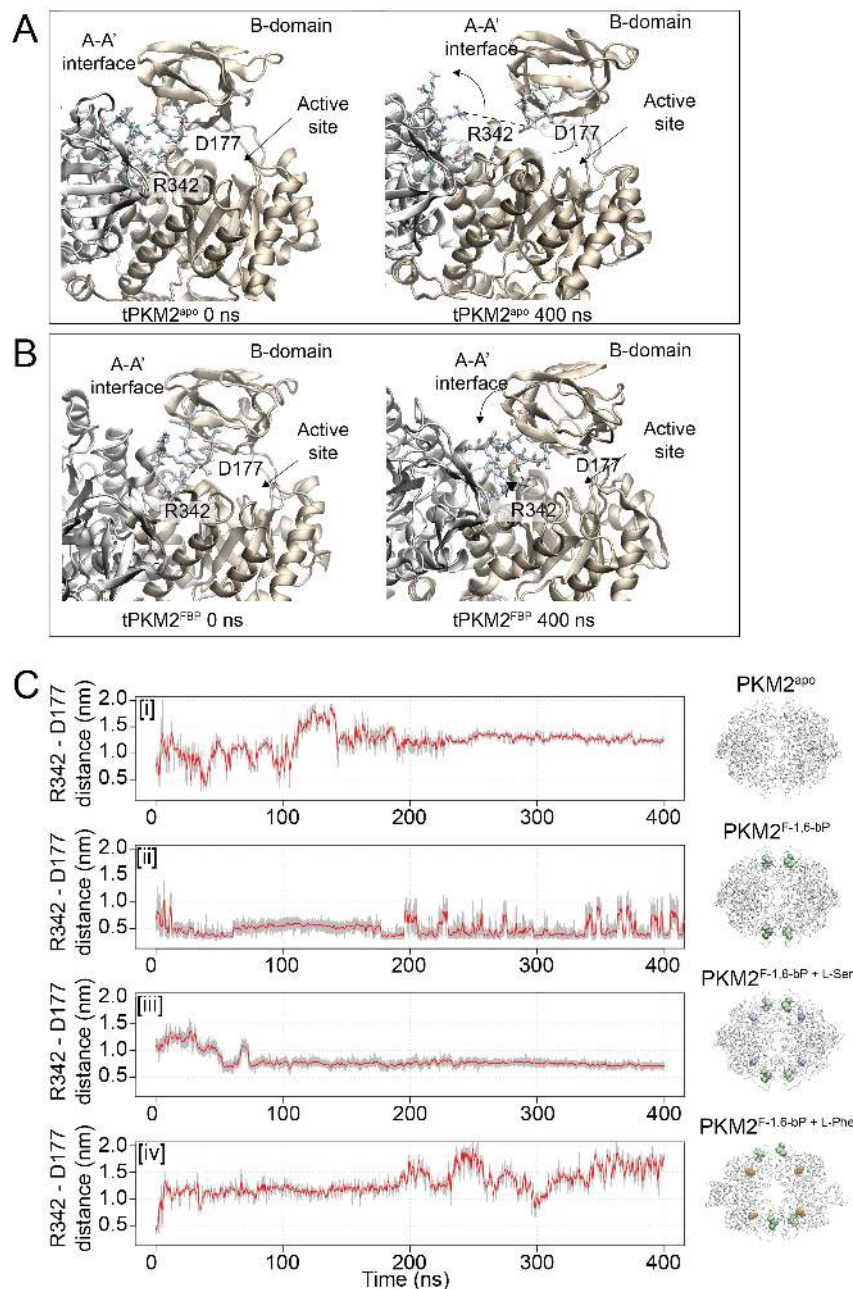 A
B-domain
A-A'
interface
Active
site
D177
R342
tPKM2apo 0 ns
B-domain
A-A'
interface
Active
site
R342
D177
tPKM2apo 400 ns
B
B-domain
A-A'
interface
Active
site
D177
R342
tPKM2FBP 0 ns
B-domain
A-A'
interface
Active
site
D177
R342
tPKM2FBP 400 ns
C
R342 - D177
distance (nm)
2.0
1.5
1.0
0.5
[i]
0 100 200 300 400
PKM2apo
R342 - D177
distance (nm)
2.0
1.5
1.0
0.5
[ii]
0 100 200 300 400
PKM2F-1,6-bP
R342 - D177
distance (nm)
2.0
1.5
1.0
0.5
[iii]
0 100 200 300 400
PKM2F-1,6-bP + L-Ser
R342 - D177
distance (nm)
2.0
1.5
1.0
0.5
[iv]
0 100 200 300 400
Time (ns)
PKM2F-1,6-bP + L-Phe